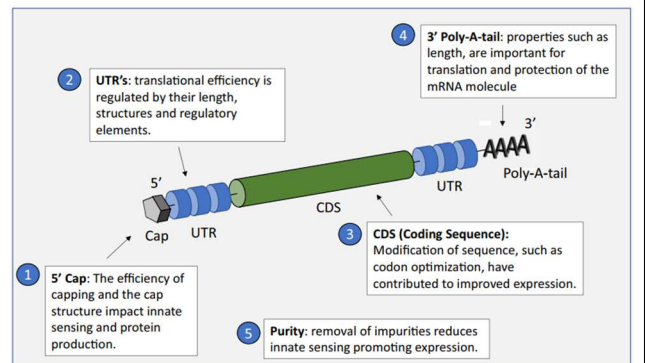 4
3’ Poly-A-tail: properties such as
length, are important for
translation and protection of the
mRNA molecule
2
UTR's: translational efficiency is
regulated by their length,
structures and regulatory
elements.
3’
AAAA
Poly-A-tail
5’
UTR
CDS
UTR
Cap
3
CDS (Coding Sequence):
Modification of sequence, such as
codon optimization, have
contributed to improved expression.
1
5’ Cap: The efficiency of
capping and the cap
structure impact innate
sensing and protein
production.
5
Purity: removal of impurities reduces
innate sensing promoting expression.